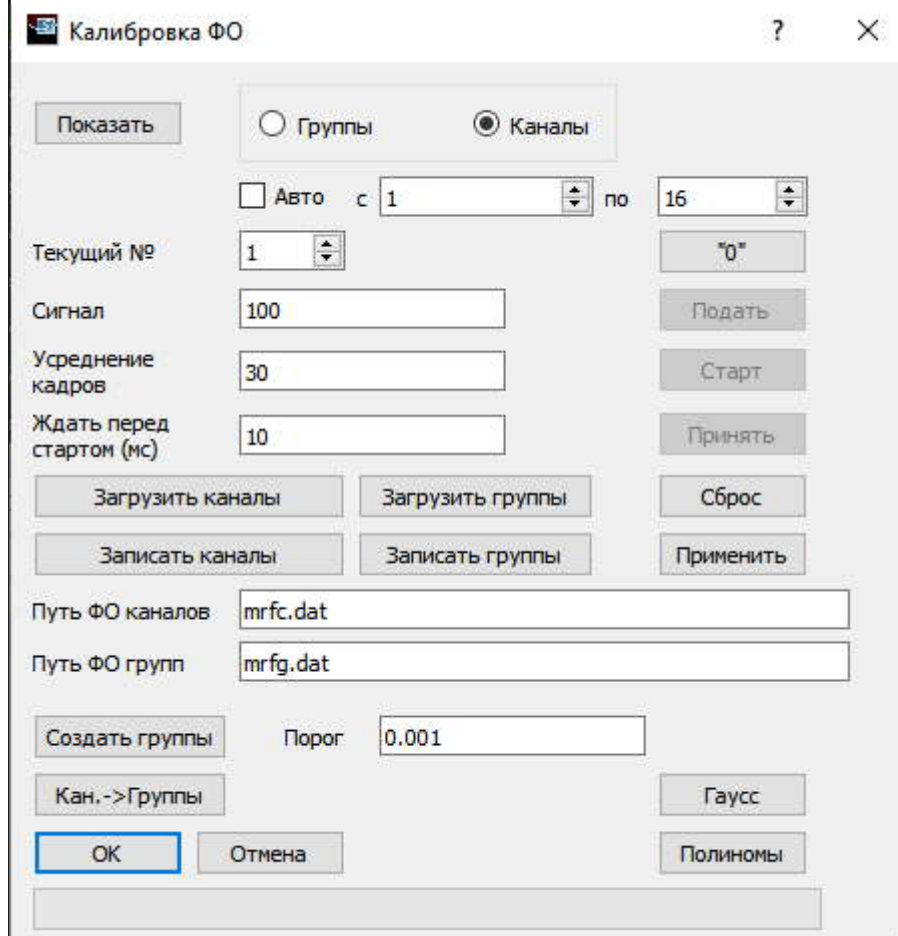 Калибровка ФО ?
Показать Группы Каналы
Авто с 1 по 16
Текущий № 1 "0"
Сигнал 100 Подать
Усреднение
кадров 30 Старт
Ждать перед
стартом (мс) 10 Принять
Загрузить каналы Загрузить группы Сброс
Записать каналы Записать группы Применить
Путь ФО каналов mrfc.dat
Путь ФО групп mrfg.dat
Создать группы Порог 0.001
Кан.->Группы Гаусс
OK Отмена Полиномы